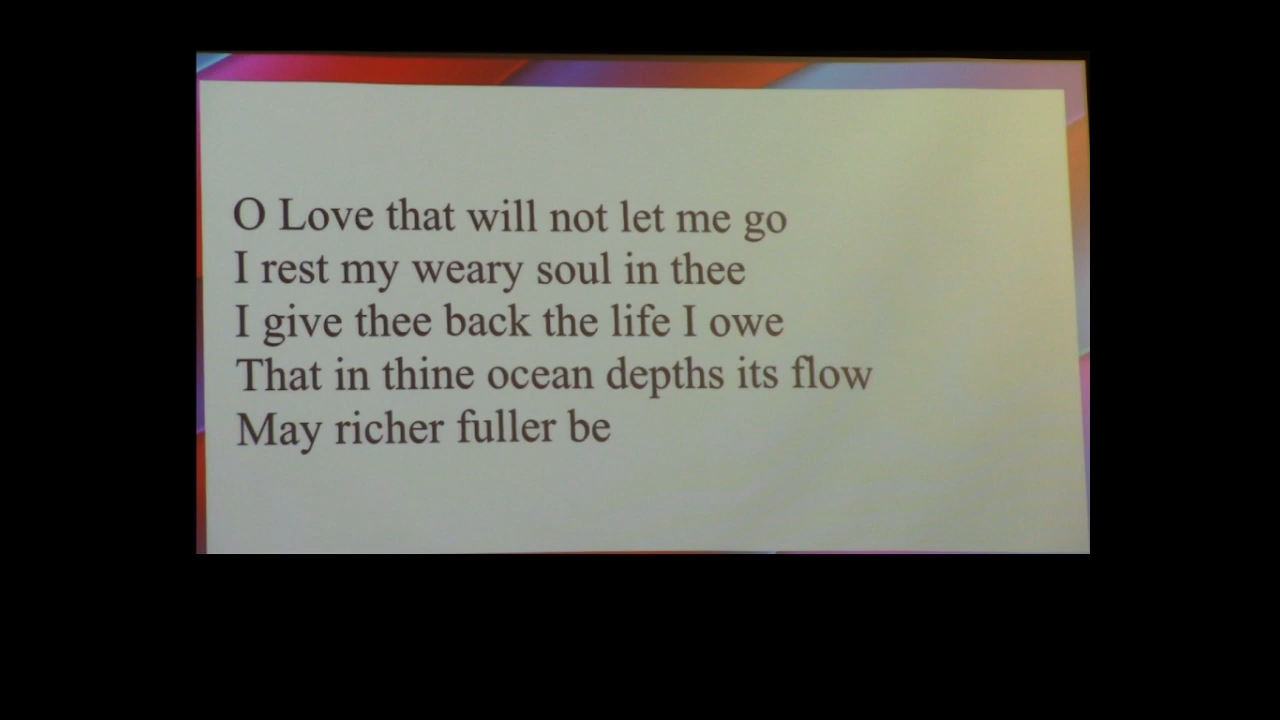 O Love that will not let me go
I rest my weary soul in thee
I give thee back the life I owe
That in thine ocean depths its flow
May richer fuller be